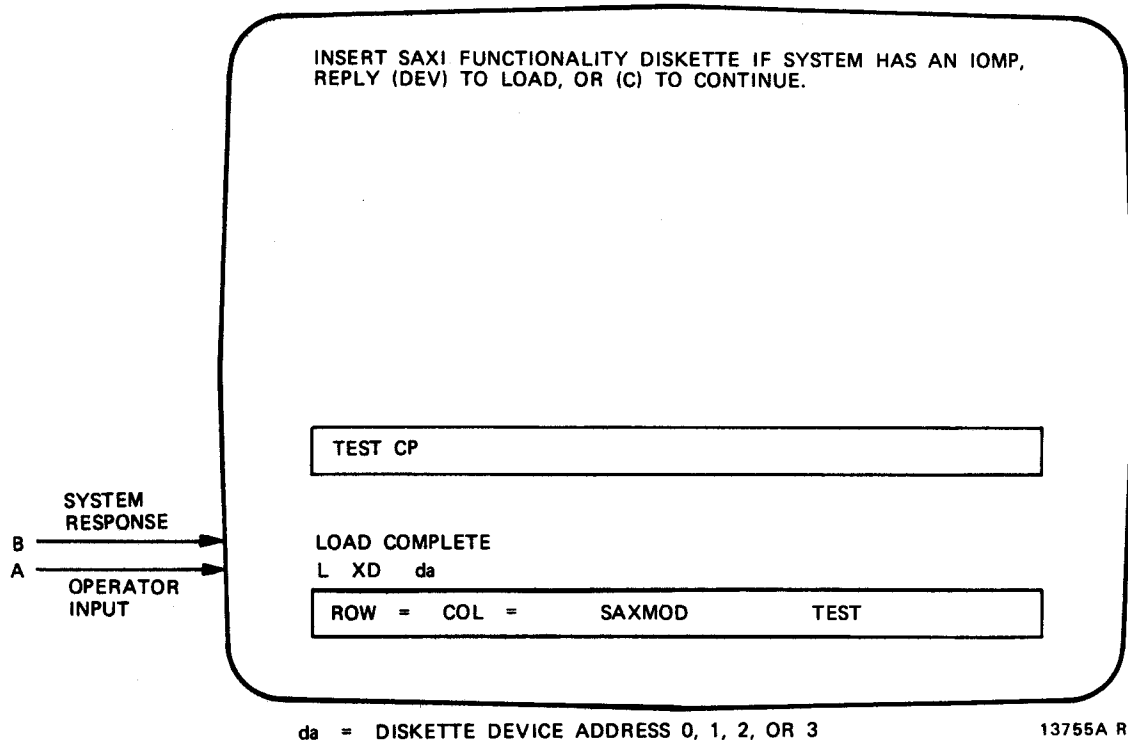 INSERT SAXI FUNCTIONALITY DISKETTE IF SYSTEM HAS AN IOMP,
REPLY (DEV) TO LOAD, OR (C) TO CONTINUE.
TEST CP
SYSTEM
RESPONSE
B
LOAD COMPLETE
A
L XD da
OPERATOR
INPUT
ROW = COL = SAXMOD TEST
da = DISKETTE DEVICE ADDRESS 0, 1, 2, OR 3
13755A R